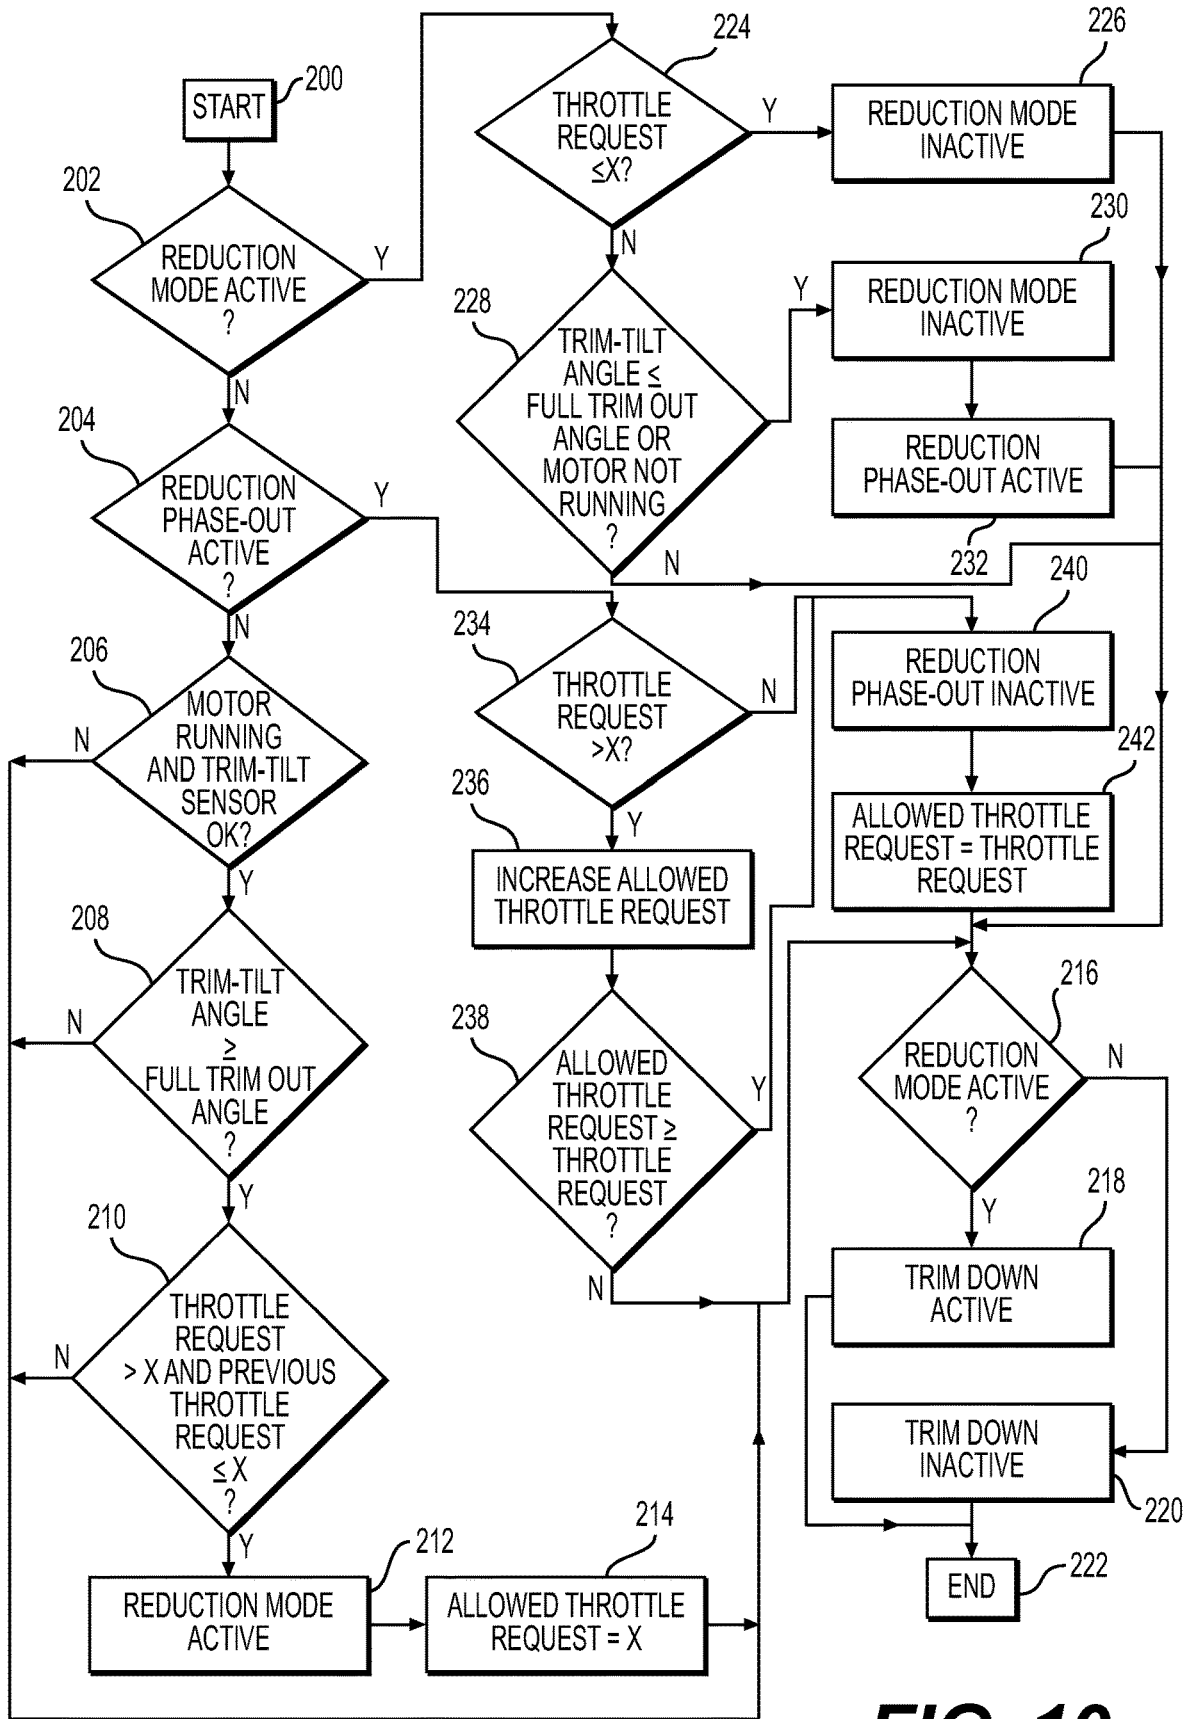 START
200
202
REDUCTION
MODE ACTIVE
?
Y
N
204
REDUCTION
PHASE-OUT
ACTIVE
?
Y
N
206
MOTOR
RUNNING
AND TRIM-TILT
SENSOR
OK?
N
Y
208
TRIM-TILT
ANGLE
≥
FULL TRIM OUT
ANGLE
?
N
Y
210
THROTTLE
REQUEST
> X AND PREVIOUS
THROTTLE
REQUEST
≤ X
?
N
Y
212
REDUCTION MODE
ACTIVE
214
ALLOWED THROTTLE
REQUEST = X
224
THROTTLE
REQUEST
≤X?
Y
N
226
REDUCTION MODE
INACTIVE
228
TRIM-TILT
ANGLE ≤
FULL TRIM OUT
ANGLE OR
MOTOR NOT
RUNNING
?
Y
N
230
REDUCTION MODE
INACTIVE
REDUCTION
PHASE-OUT ACTIVE
232
234
THROTTLE
REQUEST
>X?
N
Y
236
INCREASE ALLOWED
THROTTLE REQUEST
238
ALLOWED
THROTTLE
REQUEST ≥
THROTTLE
REQUEST
?
Y
N
240
REDUCTION
PHASE-OUT INACTIVE
242
ALLOWED THROTTLE
REQUEST = THROTTLE
REQUEST
216
REDUCTION
MODE ACTIVE
?
N
Y
218
TRIM DOWN
ACTIVE
TRIM DOWN
INACTIVE
220
END
222